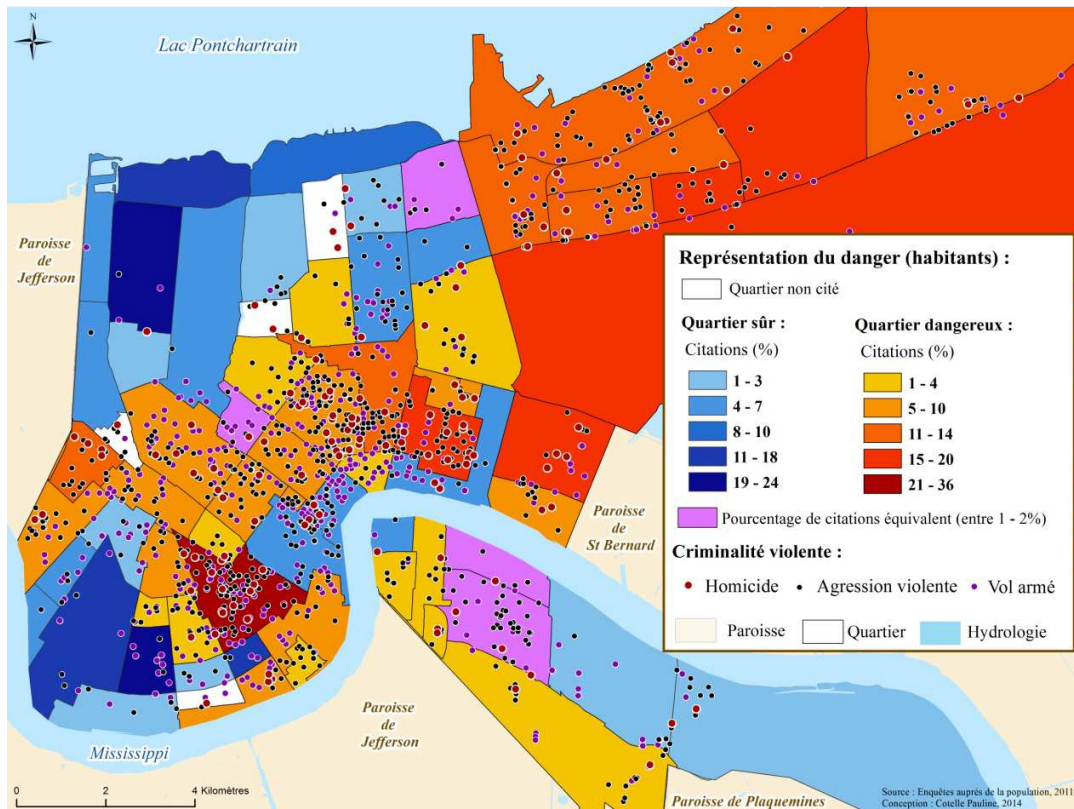 N
Lac Pontchartrain
Paroisse
de
Jefferson
Représentation du danger (habitants) :
Quartier non cité
Quartier sûr :
Citations (%)
1 - 3
4 - 7
8 - 10
11 - 18
19 - 24
Quartier dangereux :
Citations (%)
1 - 4
5 - 10
11 - 14
15 - 20
21 - 36
Pourcentage de citations équivalent (entre 1 - 2%)
Criminalité violente :
Homicide
Agression violente
Vol armé
Paroisse
Quartier
Hydrologie
Paroisse
de
St Bernard
Paroisse
de
Jefferson
Mississippi
0 2 4 Kilomètres
Paroisse de Plaquemines
Source : Enquêtes auprés de la population, 2011
Conception : Cotelle Pauline, 2014